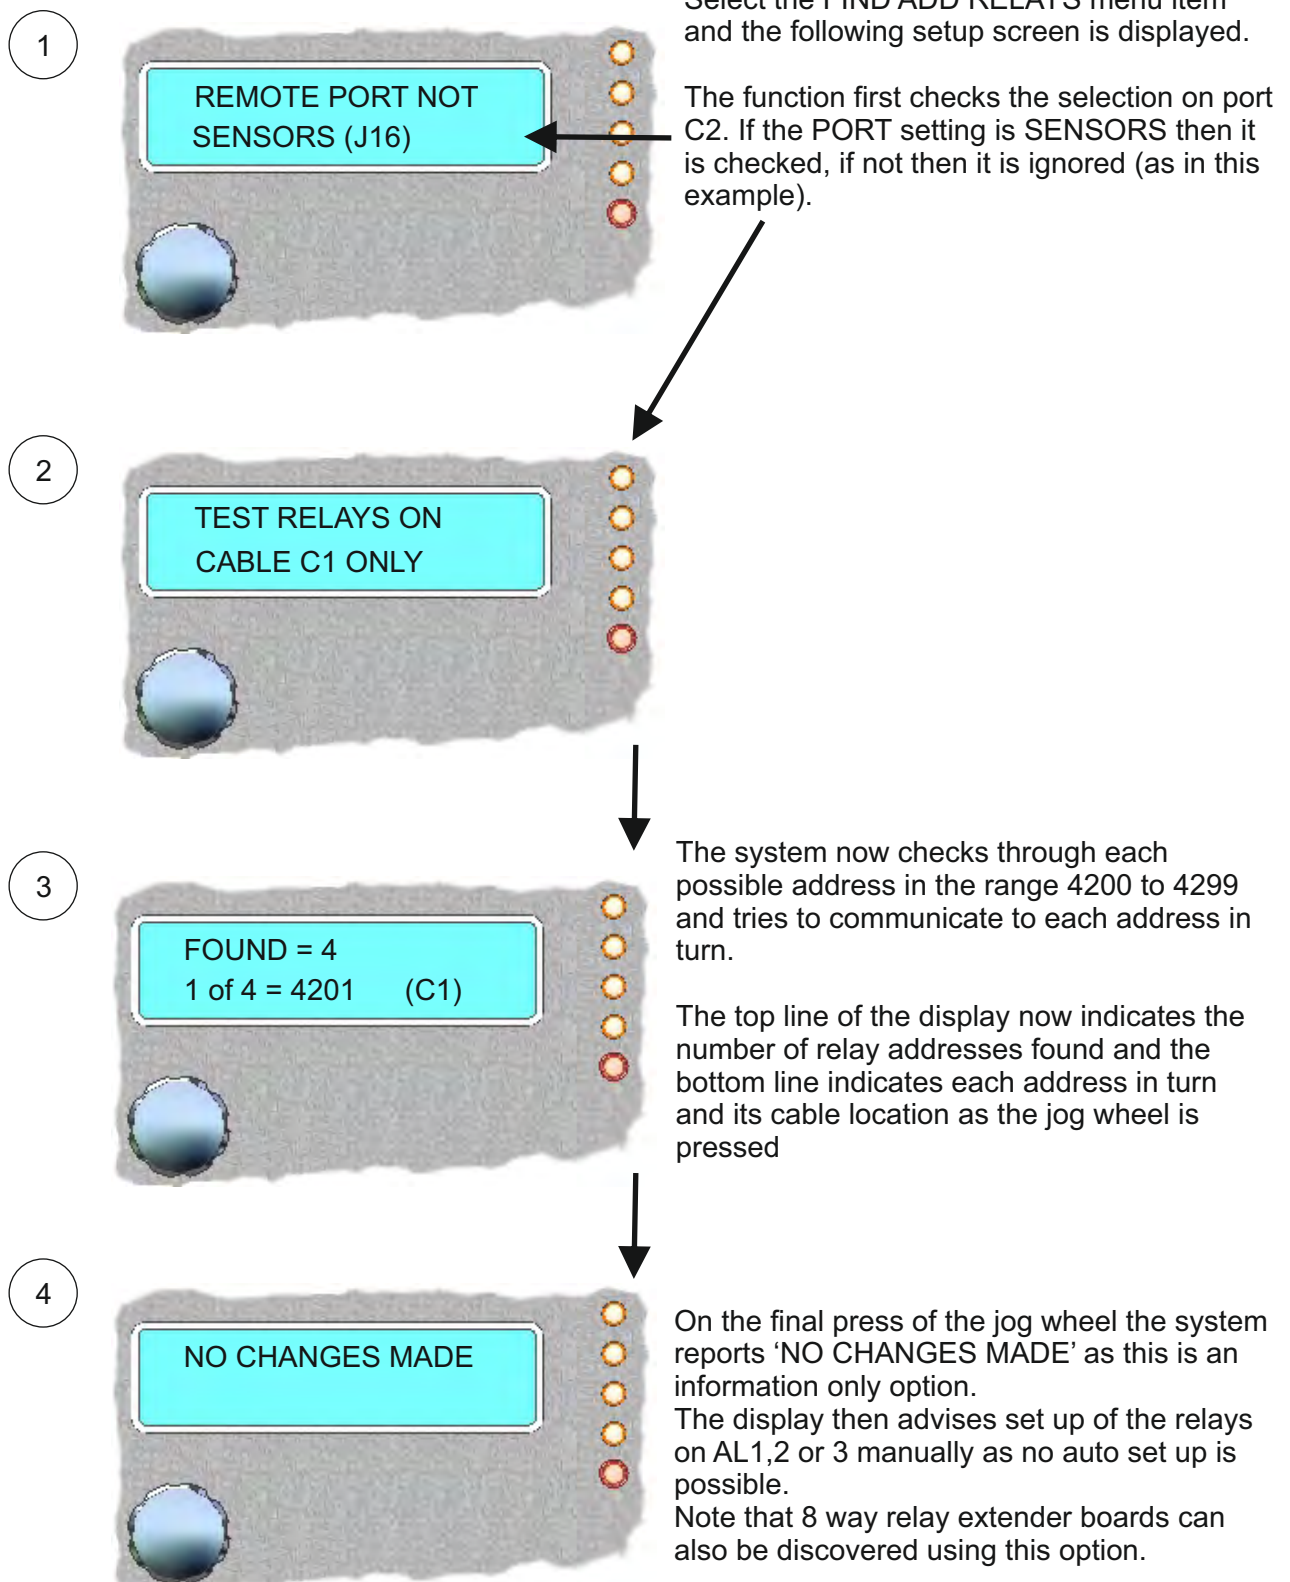 Select the FIND ADD RELAYS menu item
and the following setup screen is displayed.
1
REMOTE PORT NOT
SENSORS (J16)
The function first checks the selection on port
C2. If the PORT setting is SENSORS then it
is checked, if not then it is ignored (as in this
example).
2
TEST RELAYS ON
CABLE C1 ONLY
3
FOUND = 4
1 of 4 = 4201 (C1)
The system now checks through each
possible address in the range 4200 to 4299
and tries to communicate to each address in
turn.
The top line of the display now indicates the
number of relay addresses found and the
bottom line indicates each address in turn
and its cable location as the jog wheel is
pressed
4
NO CHANGES MADE
On the final press of the jog wheel the system
reports ‘NO CHANGES MADE’ as this is an
information only option.
The display then advises set up of the relays
on AL1,2 or 3 manually as no auto set up is
possible.
Note that 8 way relay extender boards can
also be discovered using this option.